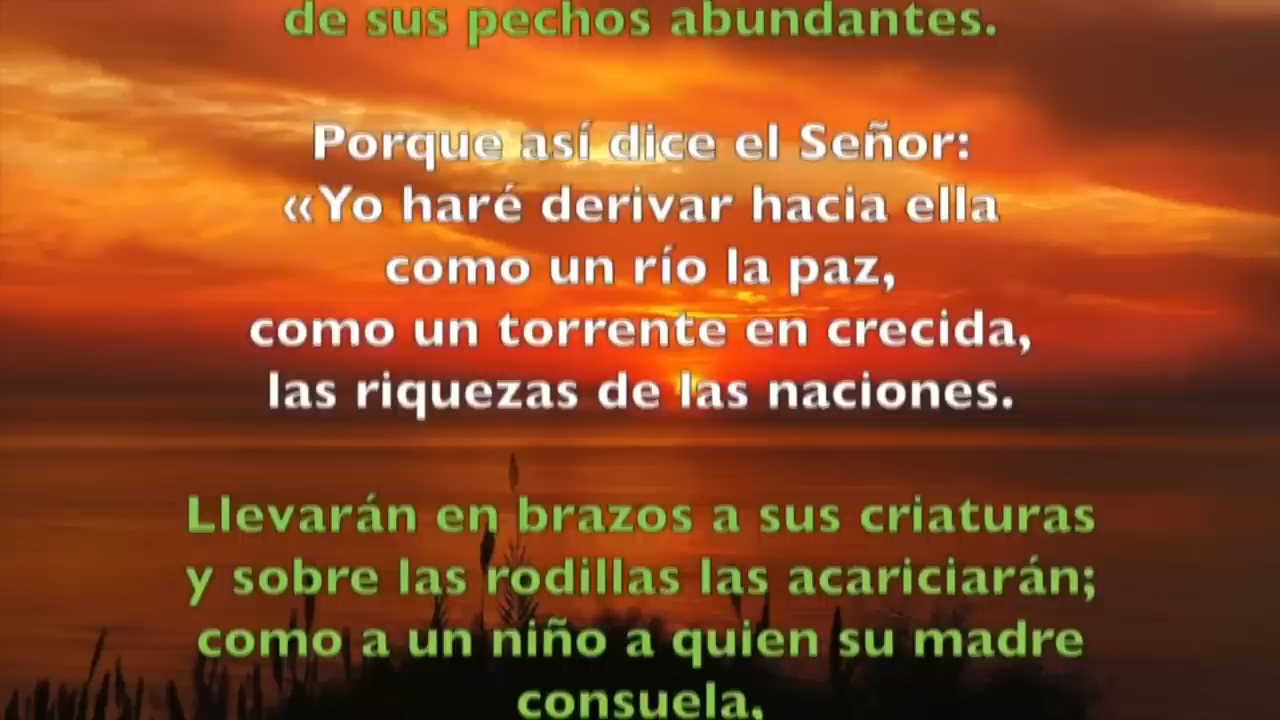 de sus pechos abundantes.
Porque así dice el Señor:
«Yo haré derivar hacia ella
como un río la paz,
como un torrente en crecida,
las riquezas de las naciones.
Llevarán en brazos a sus criaturas
y sobre las rodillas las acariciarán;
como a un niño a quien su madre
consuela,